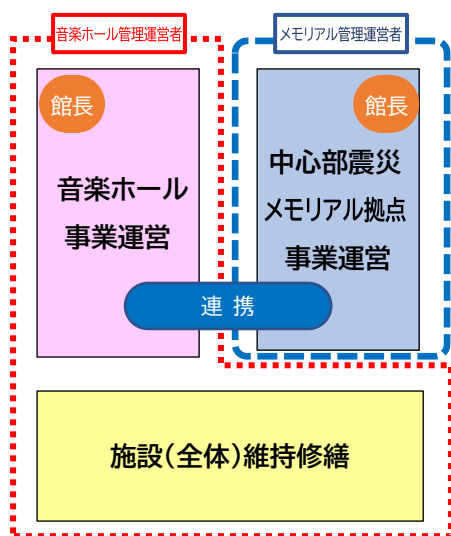 音楽ホール管理運営者
メモリアル管理運営者
館長
館長
音楽ホール
事業運営
中心部震災
メモリアル拠点
事業運営
連 携
施設(全体)維持修繕